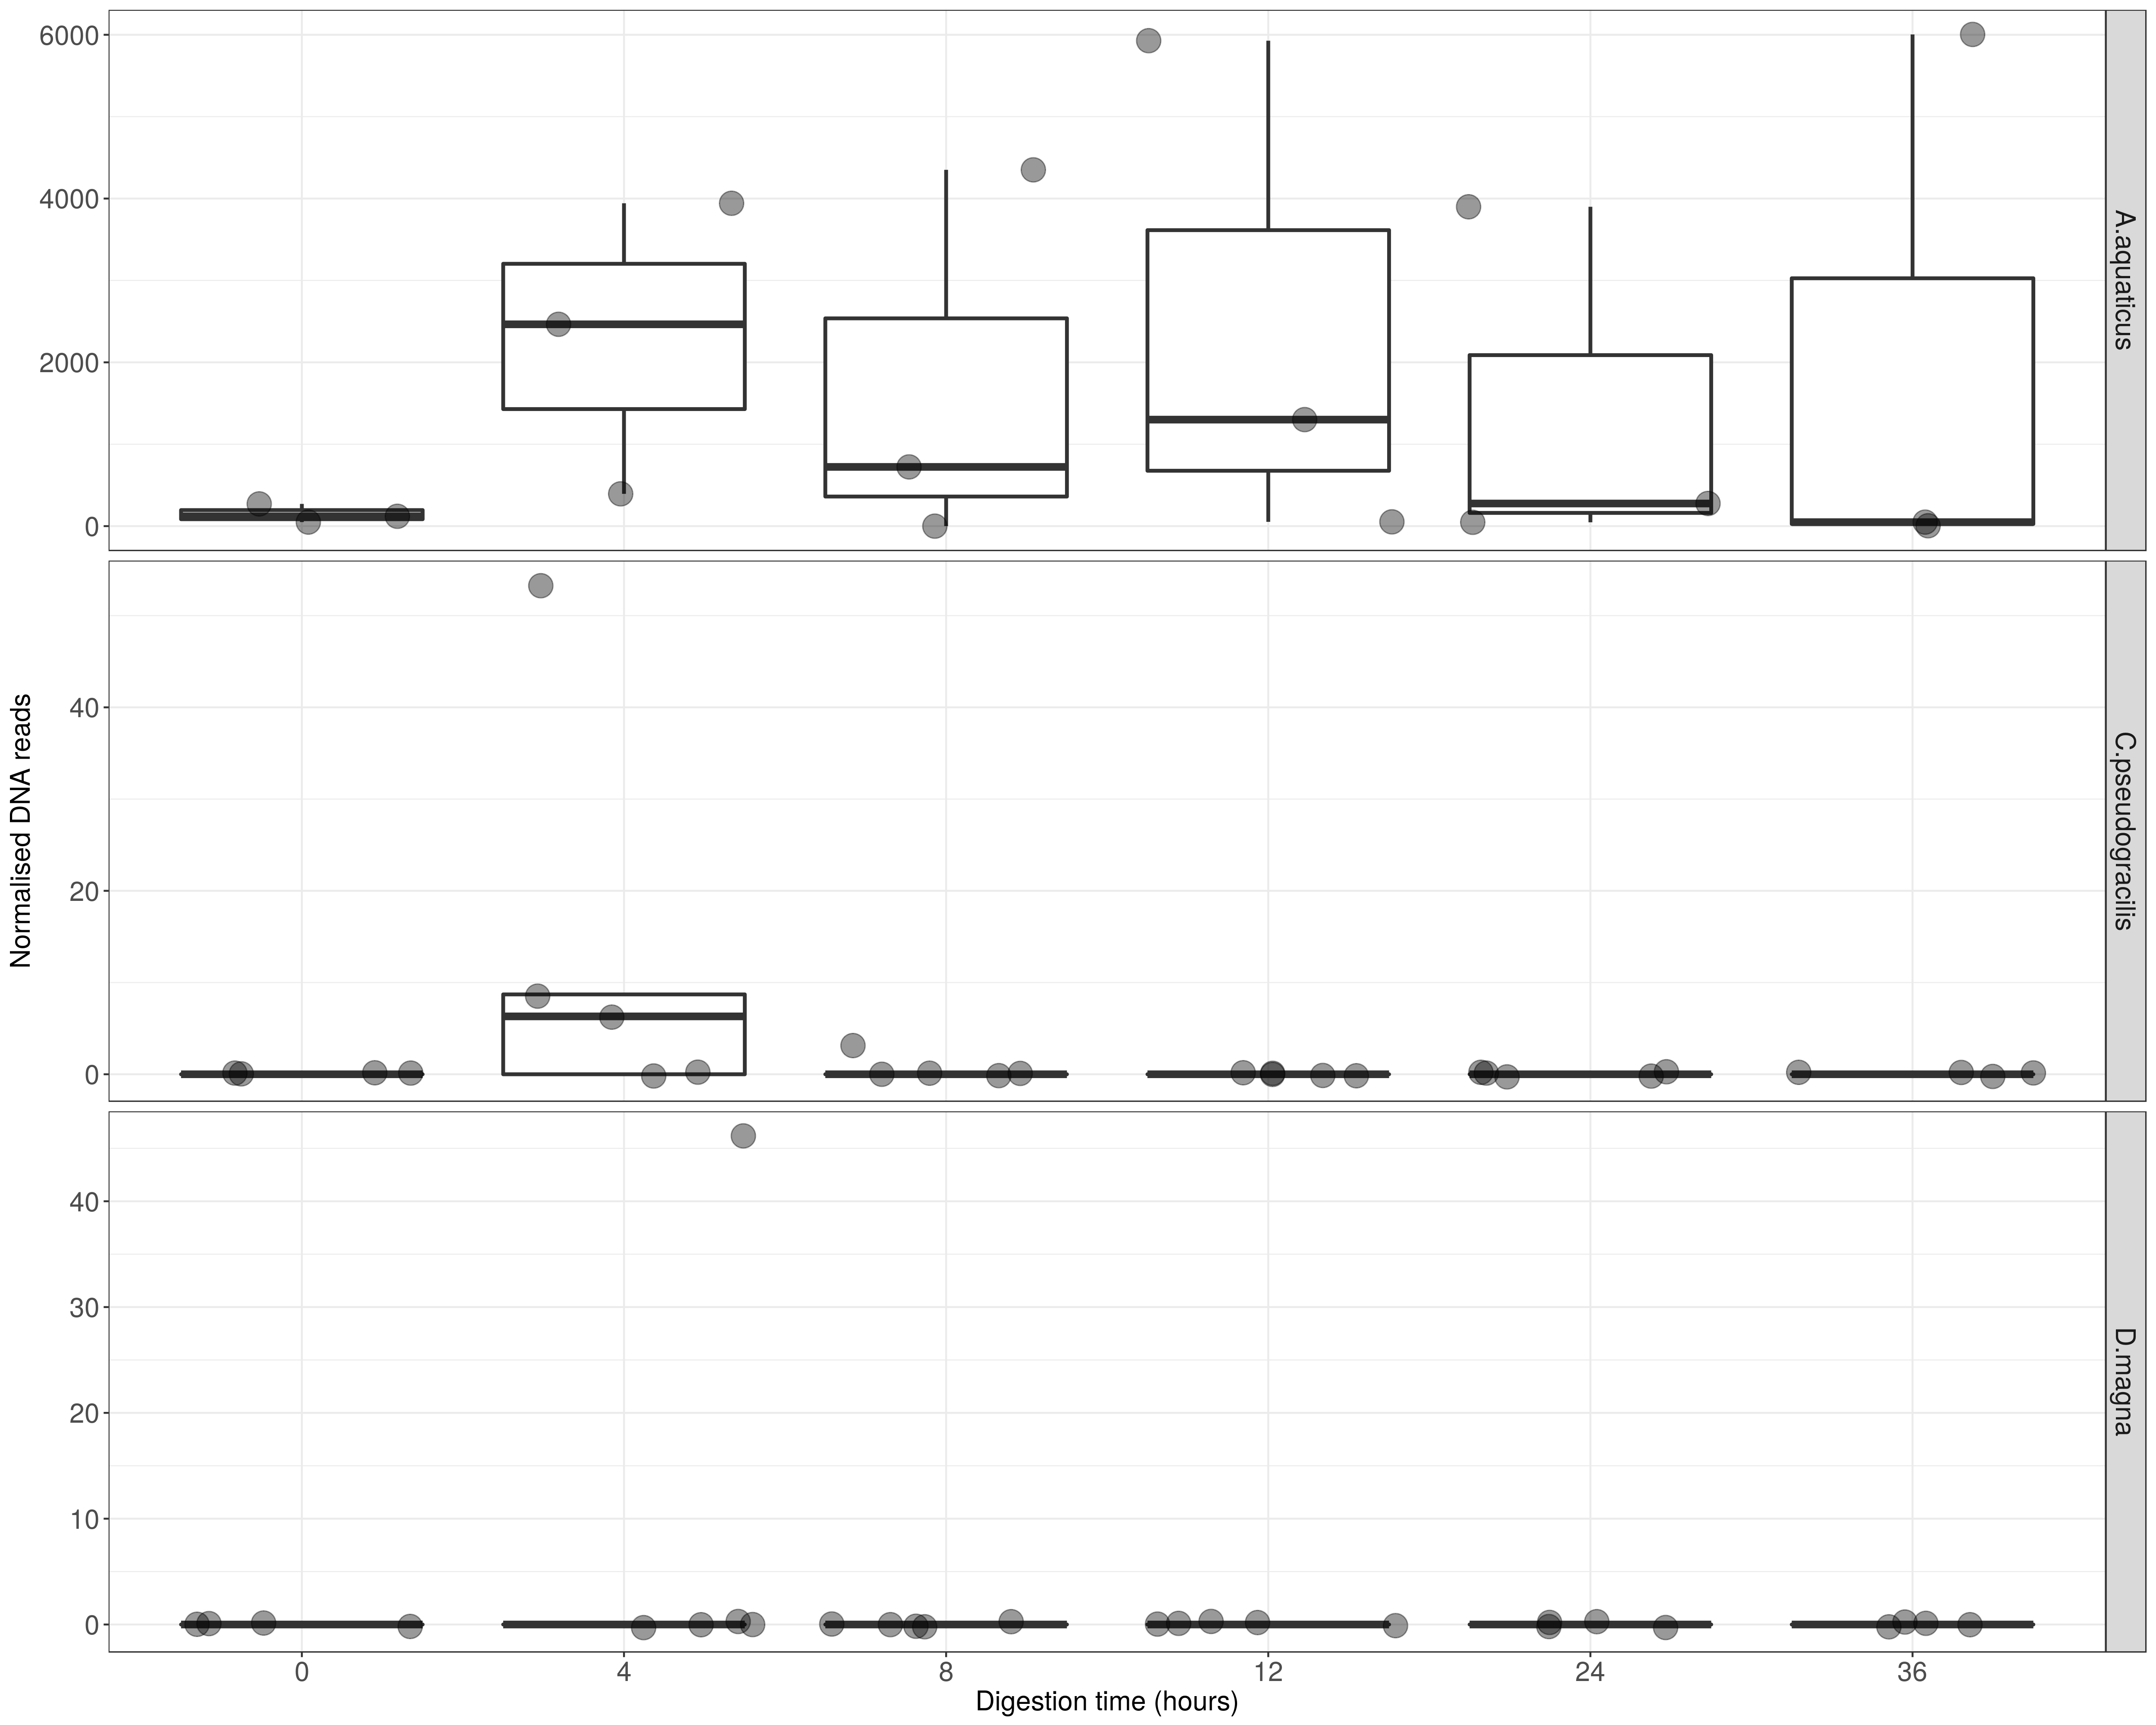 6000
4000
2000
0
A.aquaticus
40
20
0
C.pseudogracilis
40
30
20
10
0
D.magna
Normalised DNA reads
0 4 8 12 24 36
Digestion time (hours)